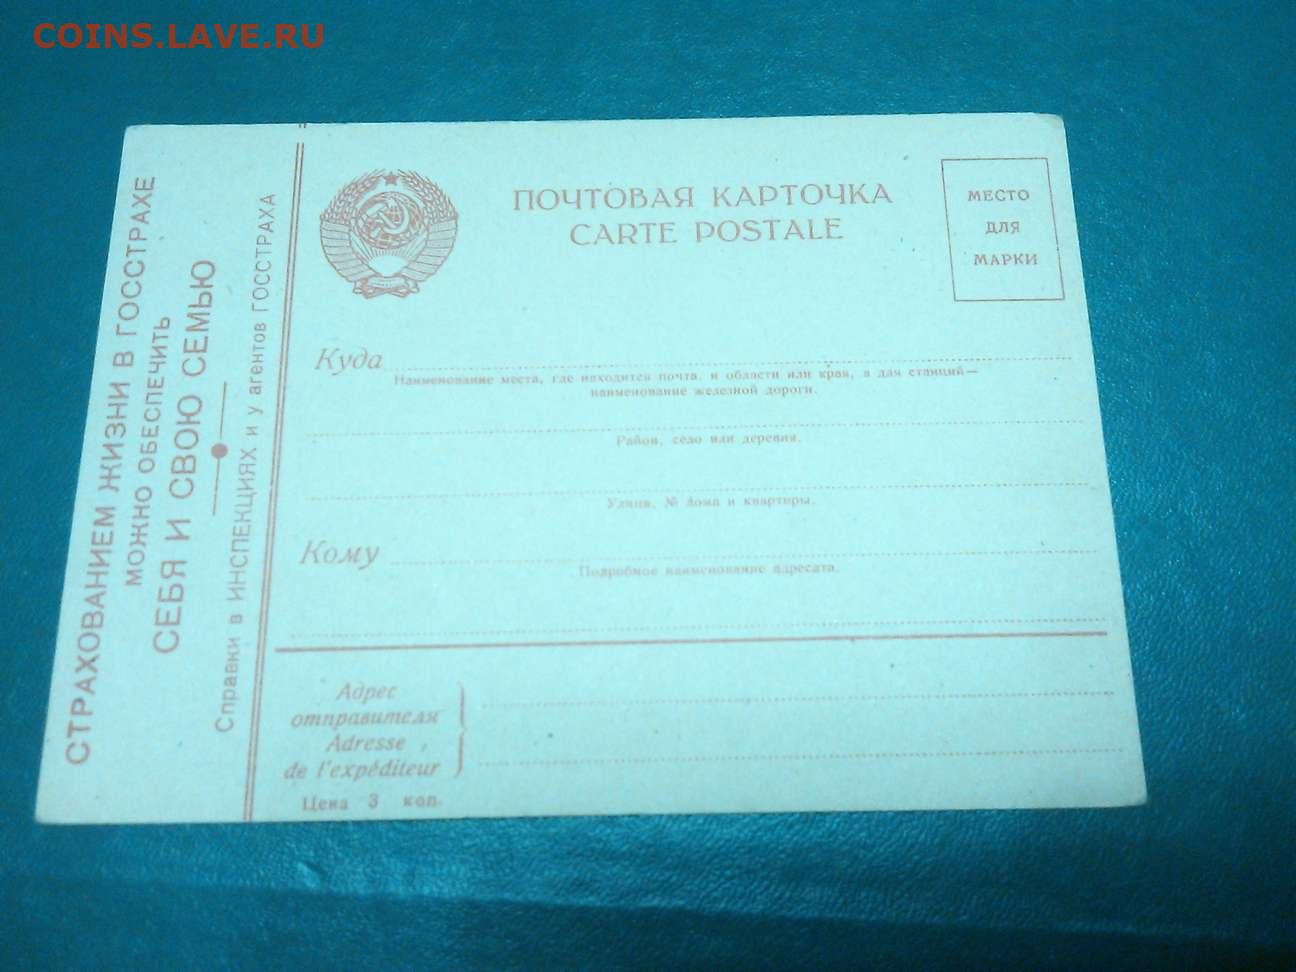 COINS.LAVE.RU
СТРАХОВАНИЕМ ЖИЗНИ В ГОССТРАХЕ
МОЖНО ОБЕСПЕЧИТЬ
СЕБЯ И СВОЮ СЕМЬЮ
Справки в ИНСПЕКЦИЯХ и у агентов ГОССТРАХА
ПОЧТОВАЯ КАРТОЧКА
CARTE POSTALE
МЕСТО
ДЛЯ
МАРКИ
Куда
Наименование места, где находится почта, и области или края, а для станций—
наименование железной дороги.
Район, село или деревня.
Улица, № дома и квартиры.
Кому
Подробное наименование адресата.
Адрес
отправителя
Adresse
de l'expéditeur
Цена 3 коп.